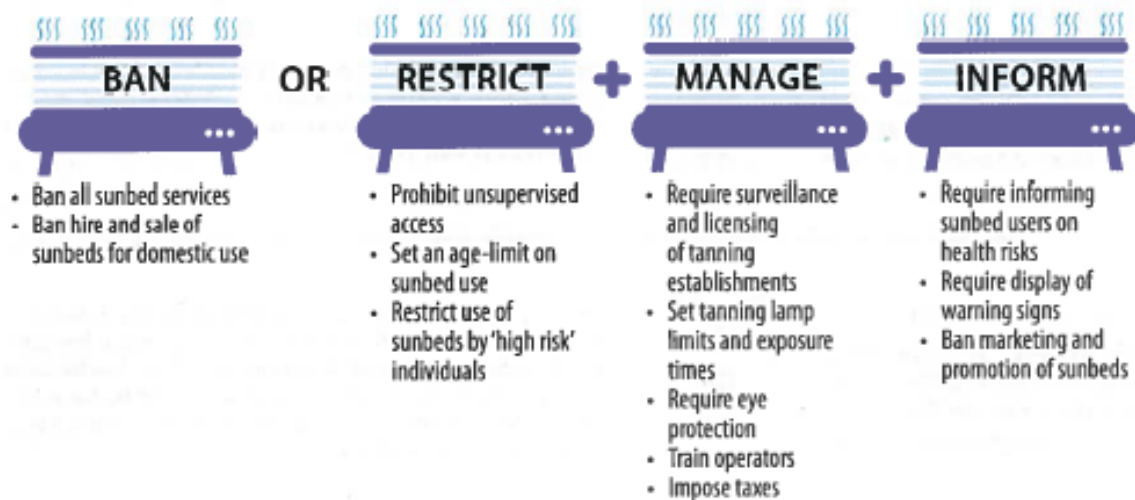 BAN OR RESTRICT + MANAGE + INFORM
• Ban all sunbed services
- Ban hire and sale of
sunbeds for domestic use
• Prohibit unsupervised
access
• Set an age-limit on
sunbed use
• Restrict use of
sunbeds by 'high risk'
individuals
• Require surveillance
and licensing
of tanning
establishments
• Set tanning lamp
limits and exposure
times
• Require eye
protection
• Train operators
• Impose taxes
• Require informing
sunbed users on
health risks
• Require display of
warning signs
• Ban marketing and
promotion of sunbeds